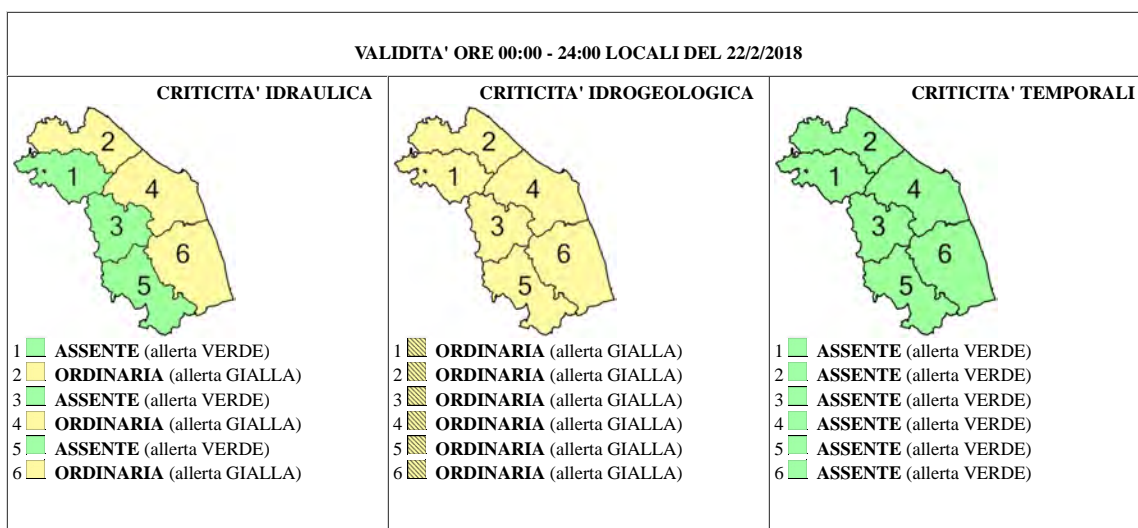 VALIDITA' ORE 00:00 - 24:00 LOCALI DEL 22/2/2018
CRITICITA' IDRAULICA
2
1
4
3
6
5
1 ASSENTE (allerta VERDE)
2 ORDINARIA (allerta GIALLA)
3 ASSENTE (allerta VERDE)
4 ORDINARIA (allerta GIALLA)
5 ASSENTE (allerta VERDE)
6 ORDINARIA (allerta GIALLA)
CRITICITA' IDROGEOLOGICA
2
1
4
3
6
5
1 ORDINARIA (allerta GIALLA)
2 ORDINARIA (allerta GIALLA)
3 ORDINARIA (allerta GIALLA)
4 ORDINARIA (allerta GIALLA)
5 ORDINARIA (allerta GIALLA)
6 ORDINARIA (allerta GIALLA)
CRITICITA' TEMPORALI
2
1
4
3
6
5
1 ASSENTE (allerta VERDE)
2 ASSENTE (allerta VERDE)
3 ASSENTE (allerta VERDE)
4 ASSENTE (allerta VERDE)
5 ASSENTE (allerta VERDE)
6 ASSENTE (allerta VERDE)